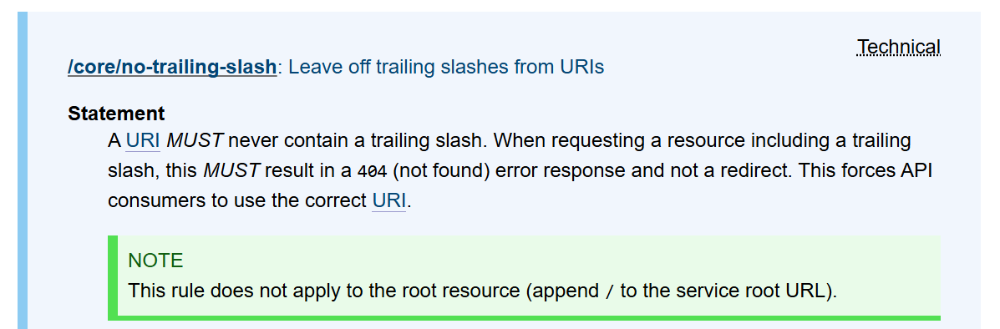 Technical
/core/no-trailing-slash: Leave off trailing slashes from URIs
Statement
A URI MUST never contain a trailing slash. When requesting a resource including a trailing
slash, this MUST result in a 404 (not found) error response and not a redirect. This forces API
consumers to use the correct URI.
NOTE
This rule does not apply to the root resource (append / to the service root URL).